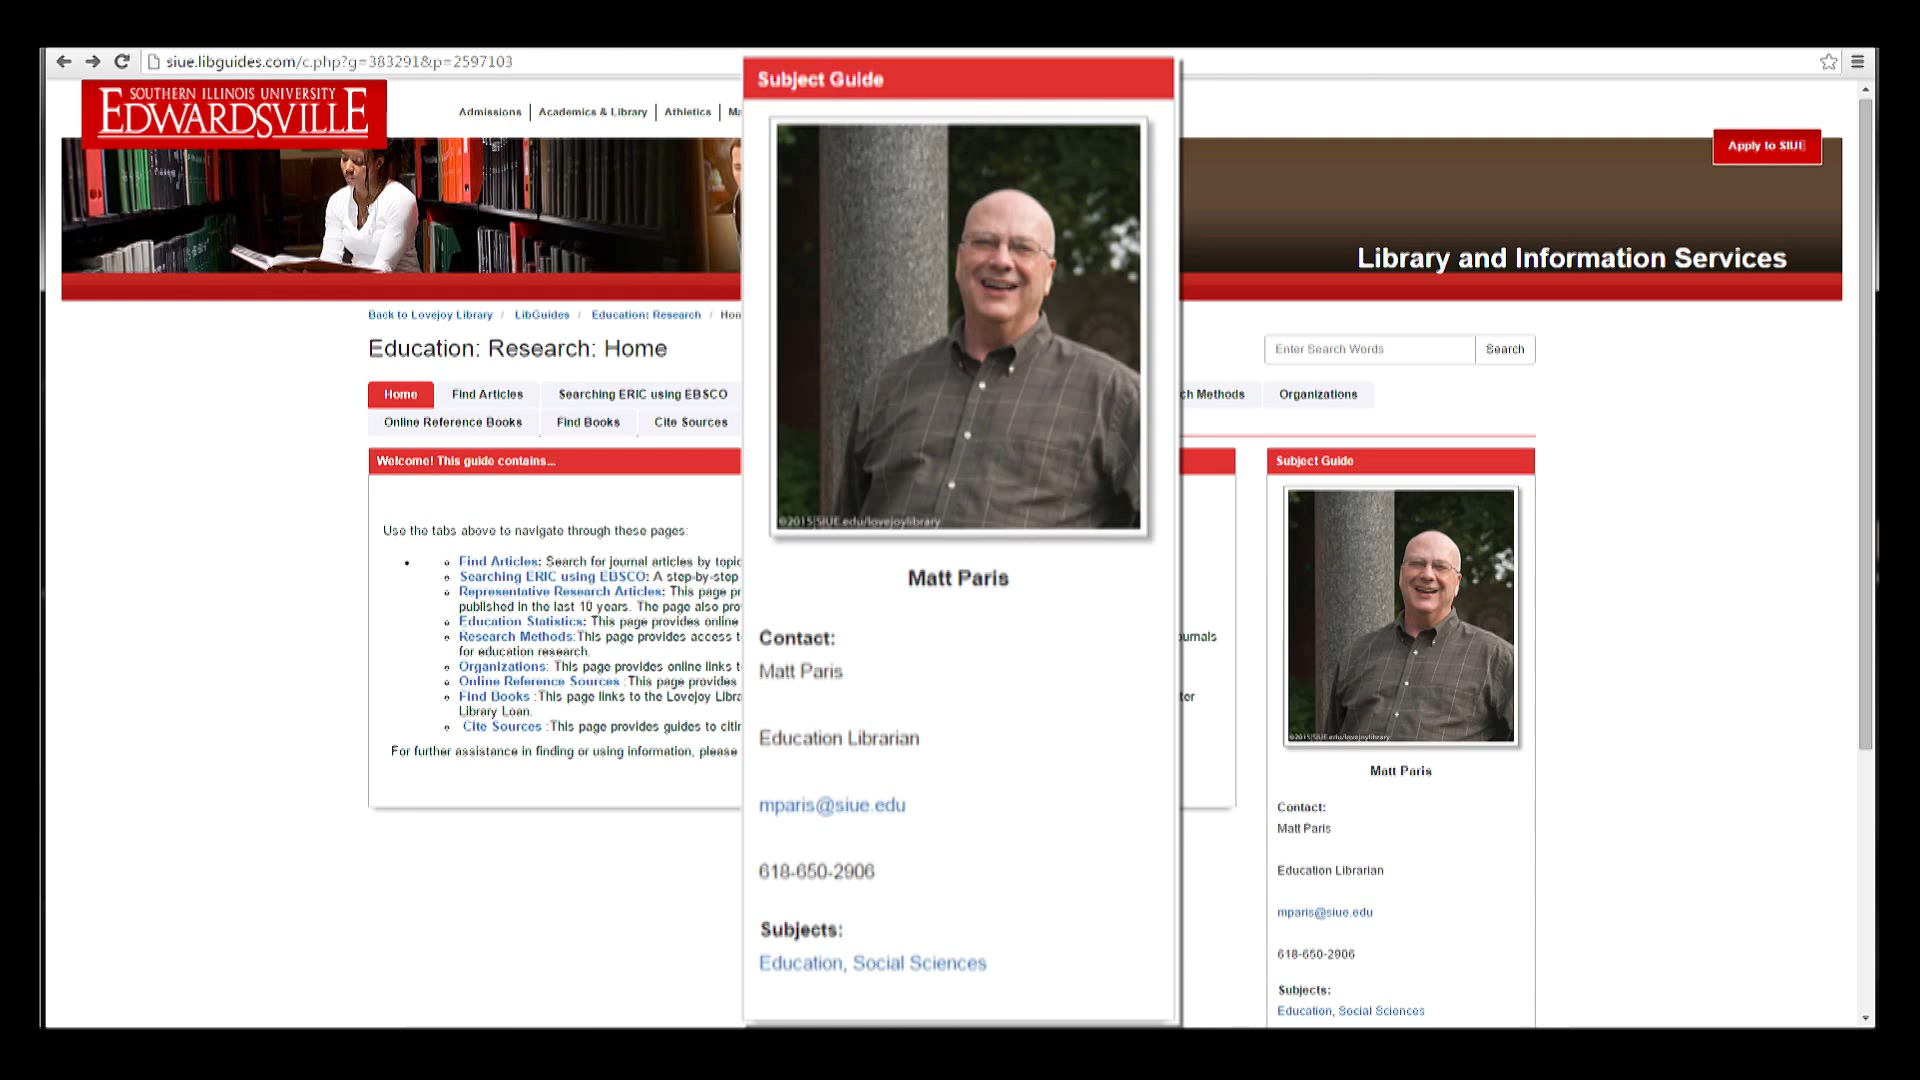 siue.libguides.com/c.php?g=383291&p=2597103
SOUTHERN ILLINOIS UNIVERSITY
EDWARDSVILLE
Admissions
Academics & Library
Athletics
Apply to SIUE
Library and Information Services
Back to Lovejoy Library / LibGuides / Education: Research /
Education: Research: Home
Enter Search Words
Search
Home
Find Articles
Searching ERIC using EBSCO
Methods
Organizations
Online Reference Books
Find Books
Cite Sources
Welcome! This guide contains...
Use the tabs above to navigate through these pages:
Find Articles: Search for journal articles by
Searching ERIC using EBSCO: A step-by-step
Representative Research Articles: This page
published in the last 10 years. The page also
Education Statistics: This page provides online
Research Methods:This page provides access
for education research.
Organizations: This page provides online links
Online Reference Sources :This page provides
Find Books :This page links to the Lovejoy
Library Loan.
Cite Sources :This page provides guides to
For further assistance in finding or using information, please
Subject Guide
©2015|SIUE.edu/lovejoylibrary
Matt Paris
Contact:
Matt Paris
Education Librarian
mparis@siue.edu
618-650-2906
Subjects:
Education, Social Sciences
Subject Guide
©2015|SIUE.edu/lovejoylibrary
Matt Paris
Contact:
Matt Paris
Education Librarian
mparis@siue.edu
618-650-2906
Subjects:
Education, Social Sciences